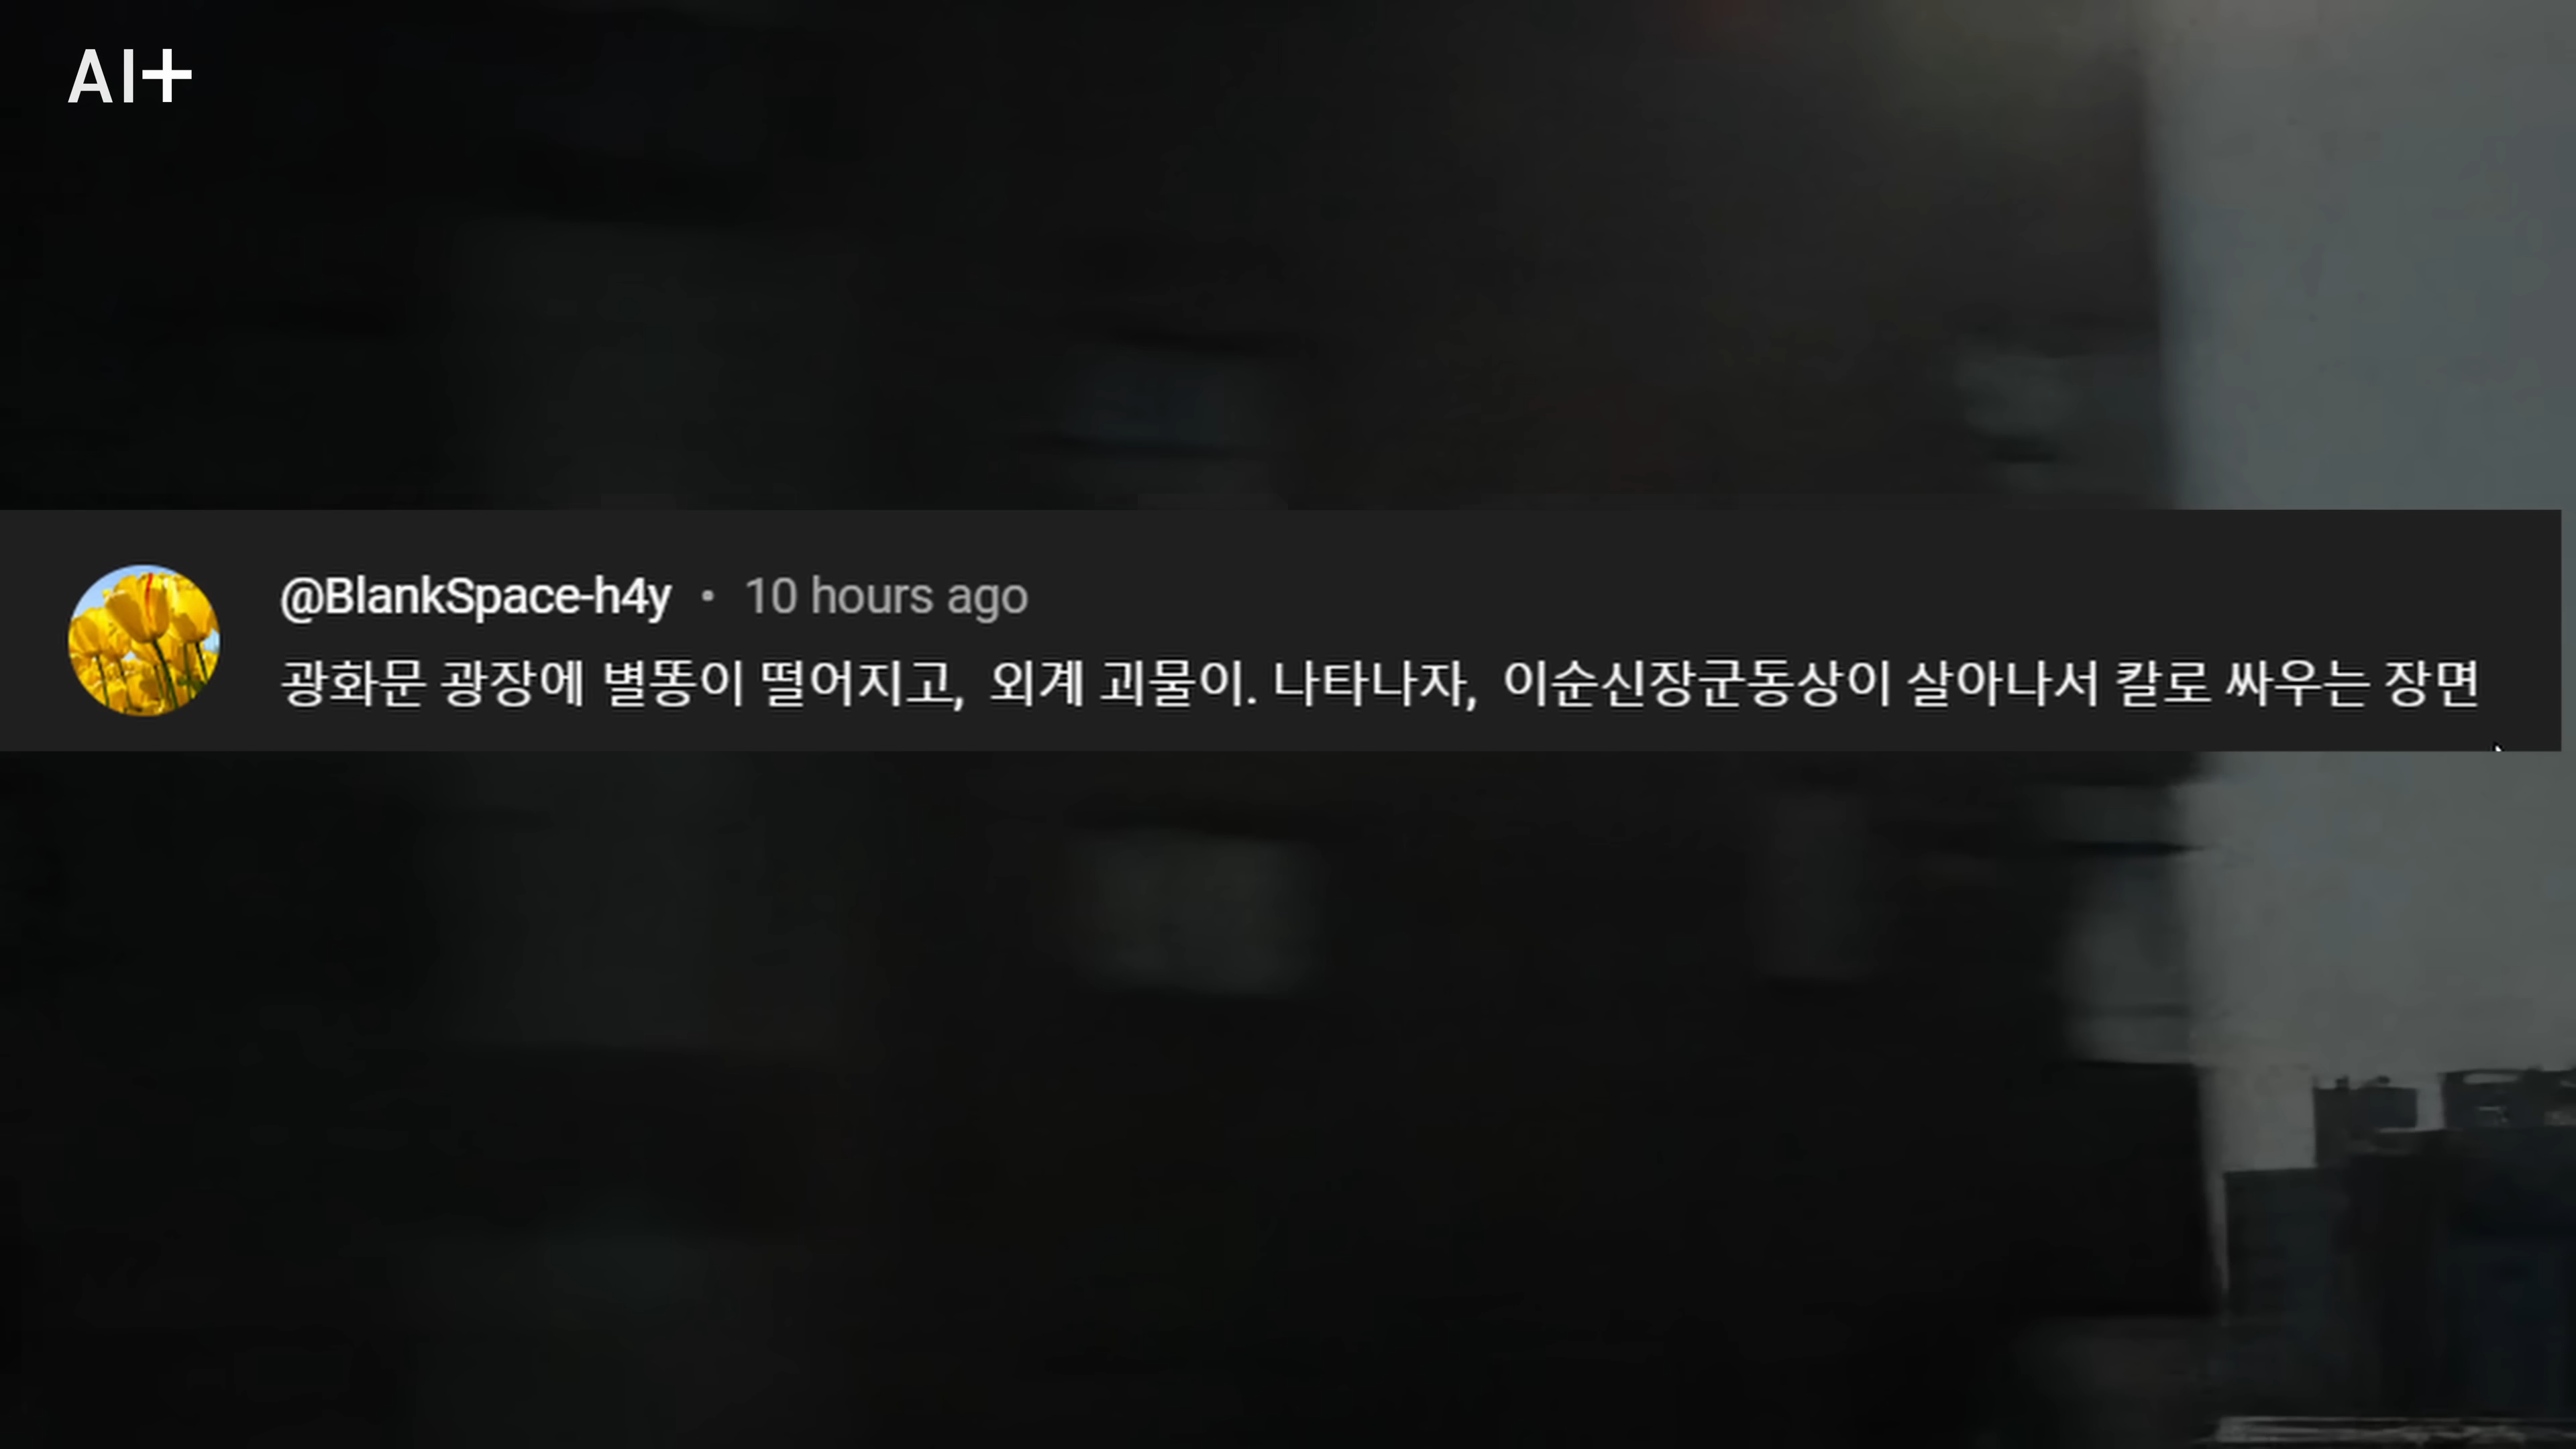 AI+
@BlankSpace-h4y • 10 hours ago
광화문 광장에 별똥이 떨어지고, 외계 괴물이. 나타나자, 이순신장군동상이 살아나서 칼로 싸우는 장면